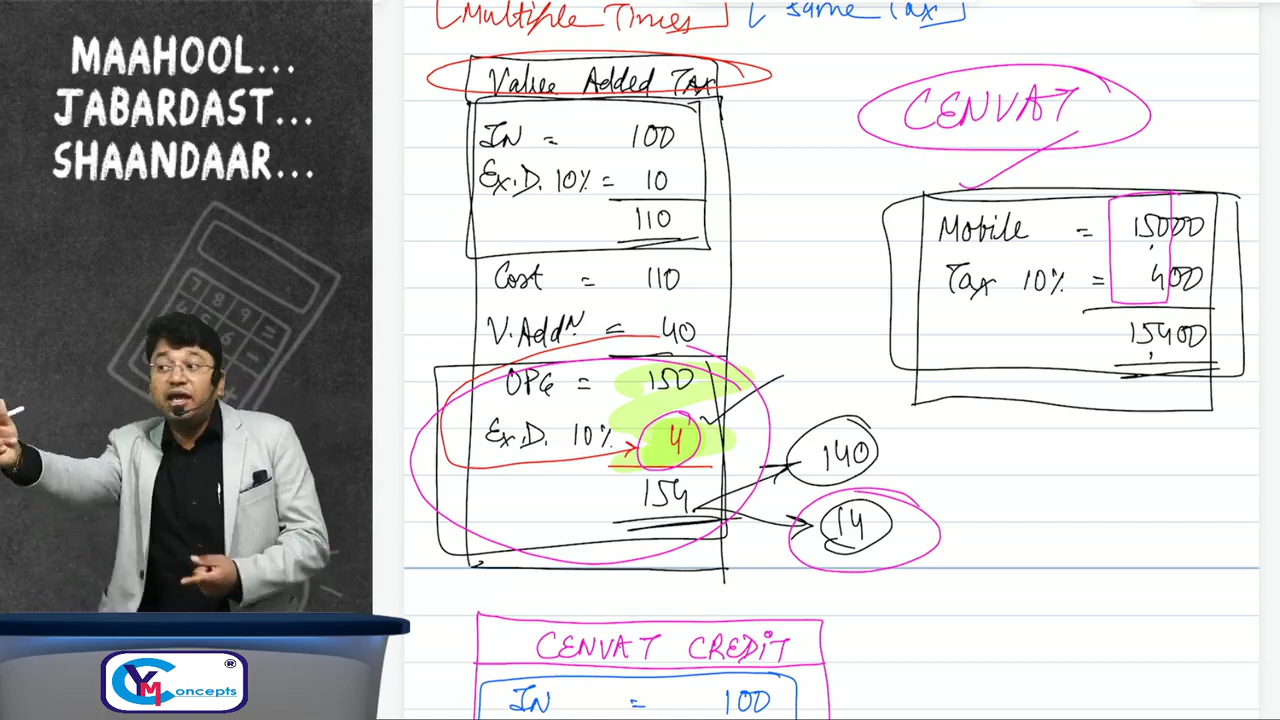 MAAHOOL...
JABARDAST...
SHAANDAAR...
[Multiple Times] [Same Tax]
Value Added Tax
IN = 100
Ex.D. 10% = 10
110
Cost = 110
V.Addⁿ = 40
OPG = 150
Ex.D. 10% 4
154
140
14
CENVAT
Mobile = 15000
Tax 10% = 400
15400
CENVAT CREDIT
IN = 100
YMConcepts ®